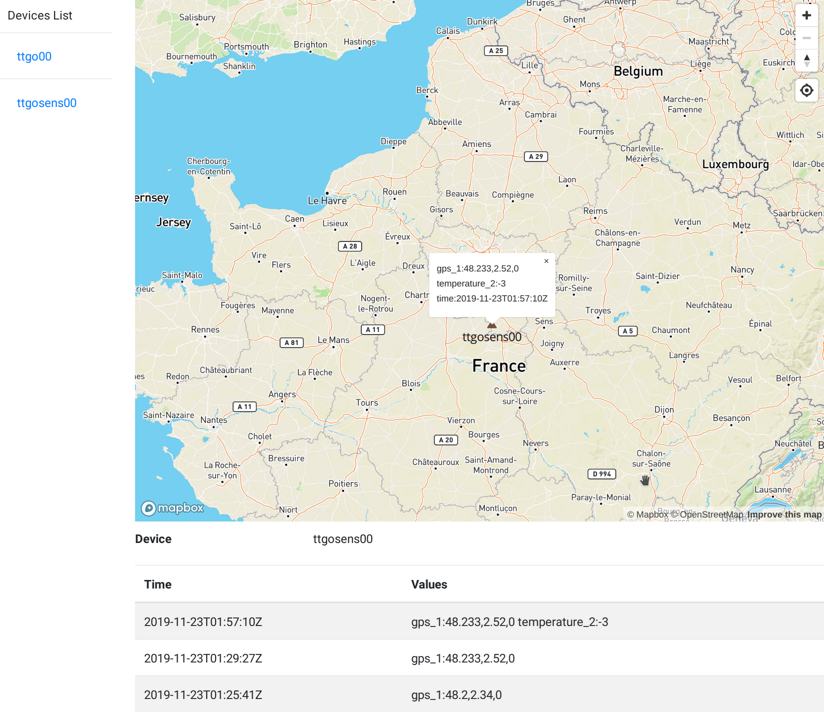 Devices List
ttgo00
ttgosens00
Salisbury
Bournemouth
Portsmouth
Shanklin
Brighton
Hastings
Bruges
Antwerp
Dunkirk
Ghent
Calais
A 25
Lille
Maastricht
Belgium
Liège
Mons
Berck
Arras
Cambrai
Marche-en-
Famenne
Abbeville
Fourmies
Dieppe
Amiens
Charleville-
Mézières
Wittlich
A 29
Luxembourg
Cherbourg-
en-Cotentin
Laon
Le Havre
Rouen
Beauvais
Compiègne
Gisors
Reims
Saarbrücken
Jersey
Saint-Lô
Caen
Lisieux
Évreux
Verdun
Metz
Châlons-en-
Champagne
A 28
Vire
Flers
L'Aigle
Dreux
Saint-Malo
Romilly-
sur-Seine
Saint-Dizier
Nancy
gps_1:48.233,2.52,0
temperature_2:-3
time:2019-11-23T01:57:10Z
×
Fougères
Mayenne
Nogent-
le-Rotrou
Troyes
Neufchâteau
A 11
Sens
A 5
Chaumont
Épinal
ttgosens00
Joigny
A 81
Le Mans
Langres
France
Auxerre
Châteaubriant
La Flèche
Vesoul
Belfort
Redon
Blois
Cosne-Cours-
sur-Loire
Angers
Tours
A 11
Saint-Nazaire
Nantes
Dijon
Besançon
Vierzon
Cholet
A 20
Bourges
Nevers
Neuchâtel
Bressuire
Châteauroux
Saint-Amand-
Montrond
Chalon-
sur-Saône
La Roche-
sur-Yon
Poitiers
D 994
Lausanne
Paray-le-Monial
Niort
Montluçon
mapbox
© Mapbox © OpenStreetMap Improve this map
Device ttgosens00
Time Values
2019-11-23T01:57:10Z gps_1:48.233,2.52,0 temperature_2:-3
2019-11-23T01:29:27Z gps_1:48.233,2.52,0
2019-11-23T01:25:41Z gps_1:48.2,2.34,0